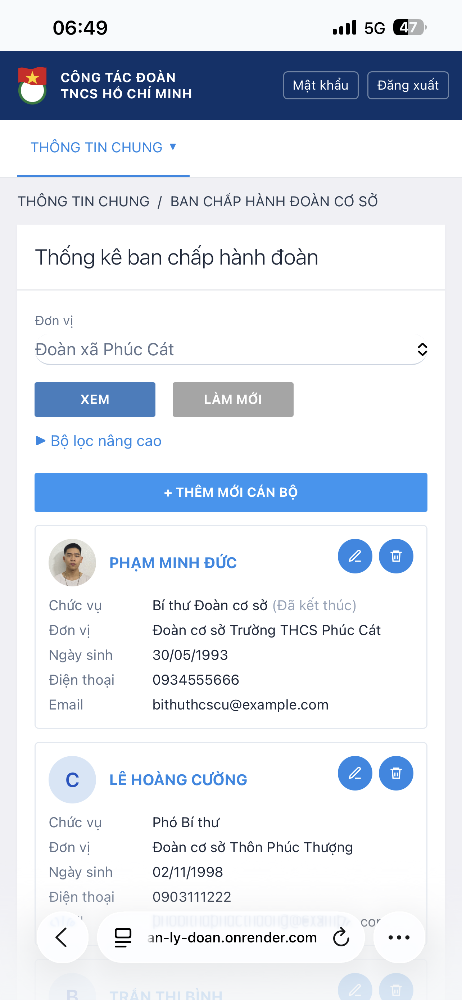 06:49
5G 47
CÔNG TÁC ĐOÀN
TNCS HỒ CHÍ MINH
Mật khẩu
Đăng xuất
THÔNG TIN CHUNG ▼
THÔNG TIN CHUNG / BAN CHẤP HÀNH ĐOÀN CƠ SỞ
Thống kê ban chấp hành đoàn
Đơn vị
Đoàn xã Phúc Cát
XEM
LÀM MỚI
▶ Bộ lọc nâng cao
+ THÊM MỚI CÁN BỘ
PHẠM MINH ĐỨC
Chức vụ Bí thư Đoàn cơ sở (Đã kết thúc)
Đơn vị Đoàn cơ sở Trường THCS Phúc Cát
Ngày sinh 30/05/1993
Điện thoại 0934555666
Email bithuthcscu@example.com
C
LÊ HOÀNG CƯỜNG
Chức vụ Phó Bí thư
Đơn vị Đoàn cơ sở Thôn Phúc Thượng
Ngày sinh 02/11/1998
Điện thoại 0903111222
an-ly-doan.onrender.com
B
TRẦN THỊ BÌNH